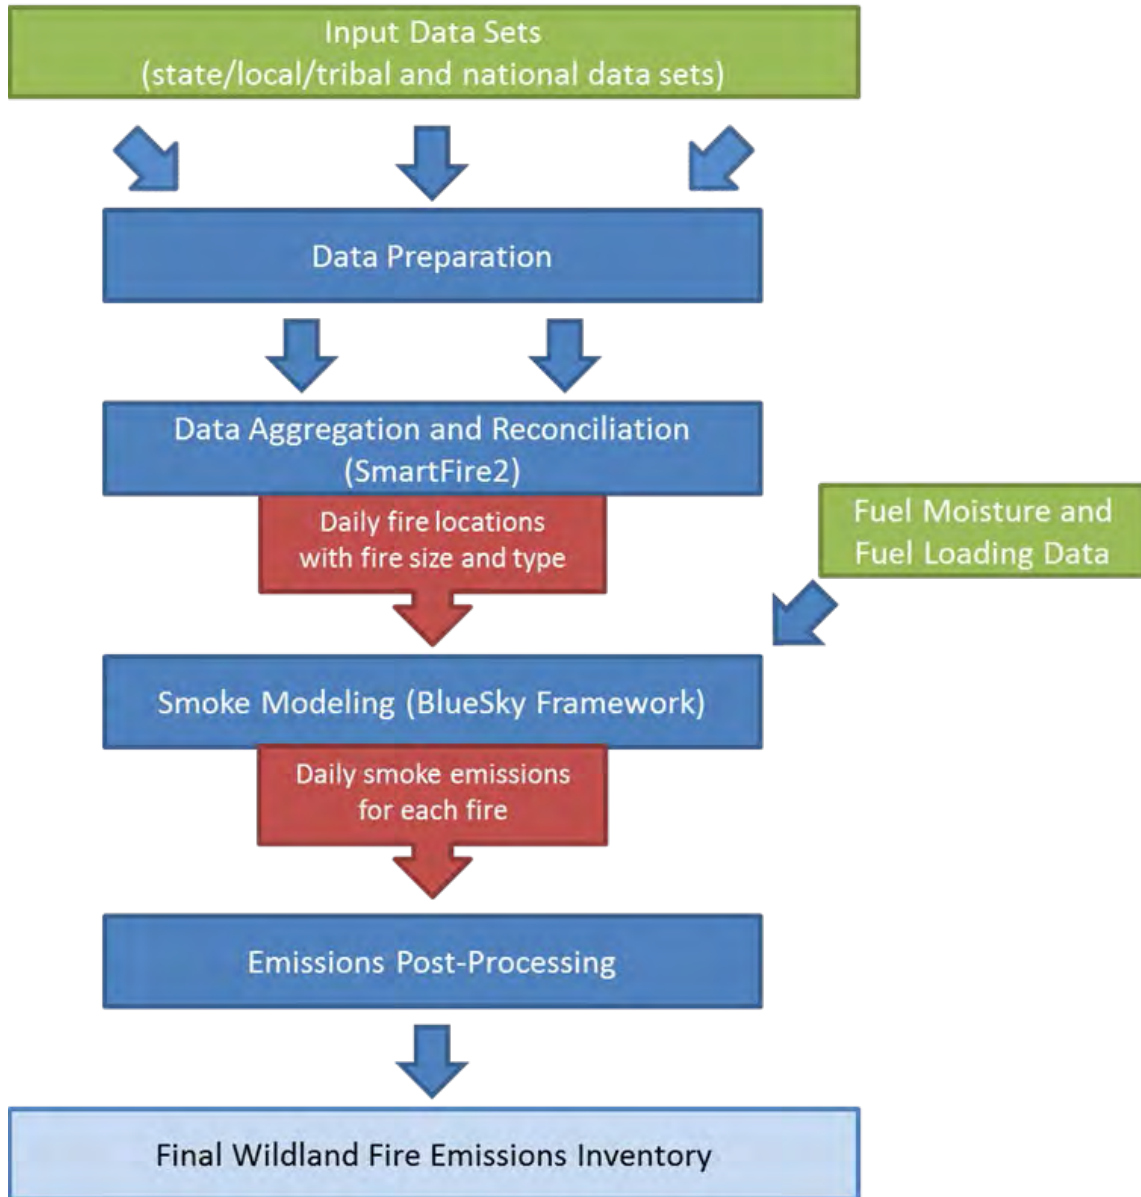 Input Data Sets
(state/local/tribal and national data sets)
Data Preparation
Data Aggregation and Reconciliation
(SmartFire2)
Daily fire locations
with fire size and type
Fuel Moisture and
Fuel Loading Data
Smoke Modeling (BlueSky Framework)
Daily smoke emissions
for each fire
Emissions Post-Processing
Final Wildland Fire Emissions Inventory